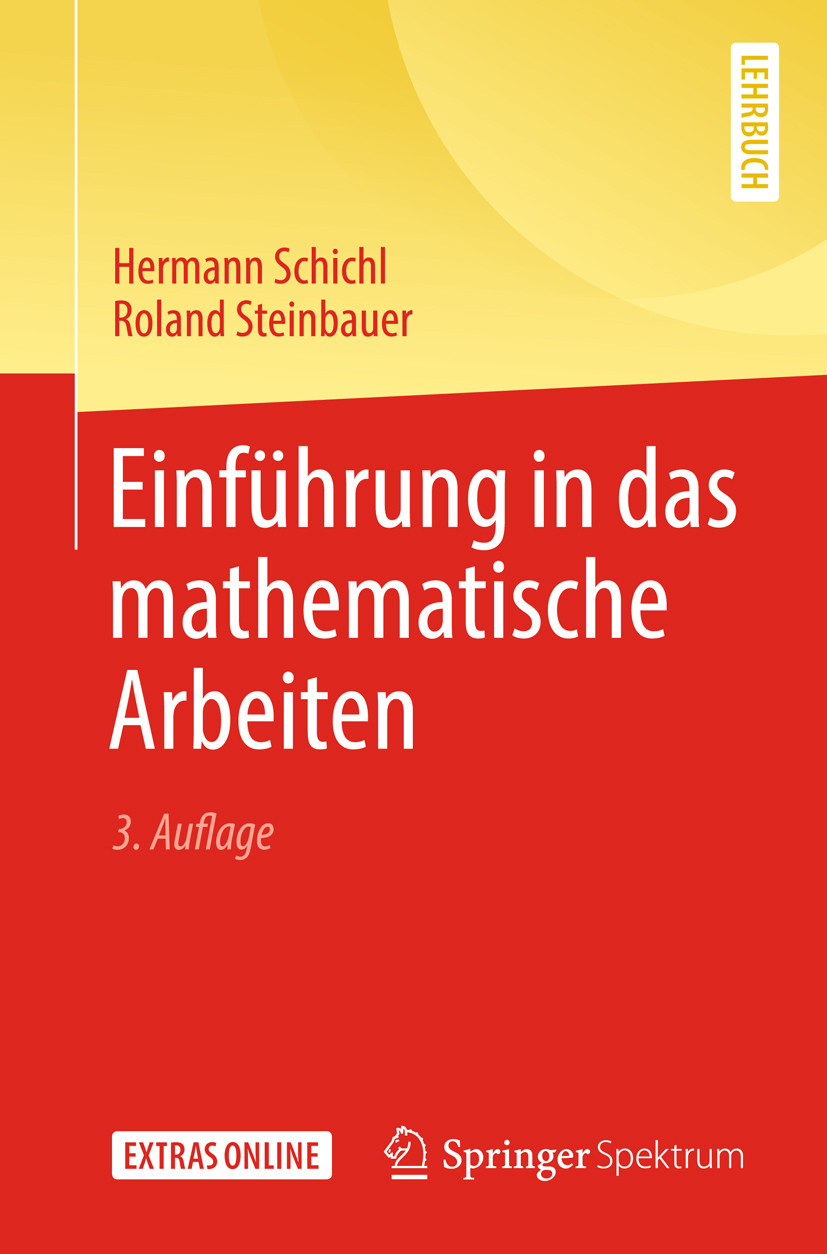 LEHRBUCH
Hermann Schichl
Roland Steinbauer
Einführung in das
mathematische
Arbeiten
3. Auflage
EXTRAS ONLINE
Springer Spektrum